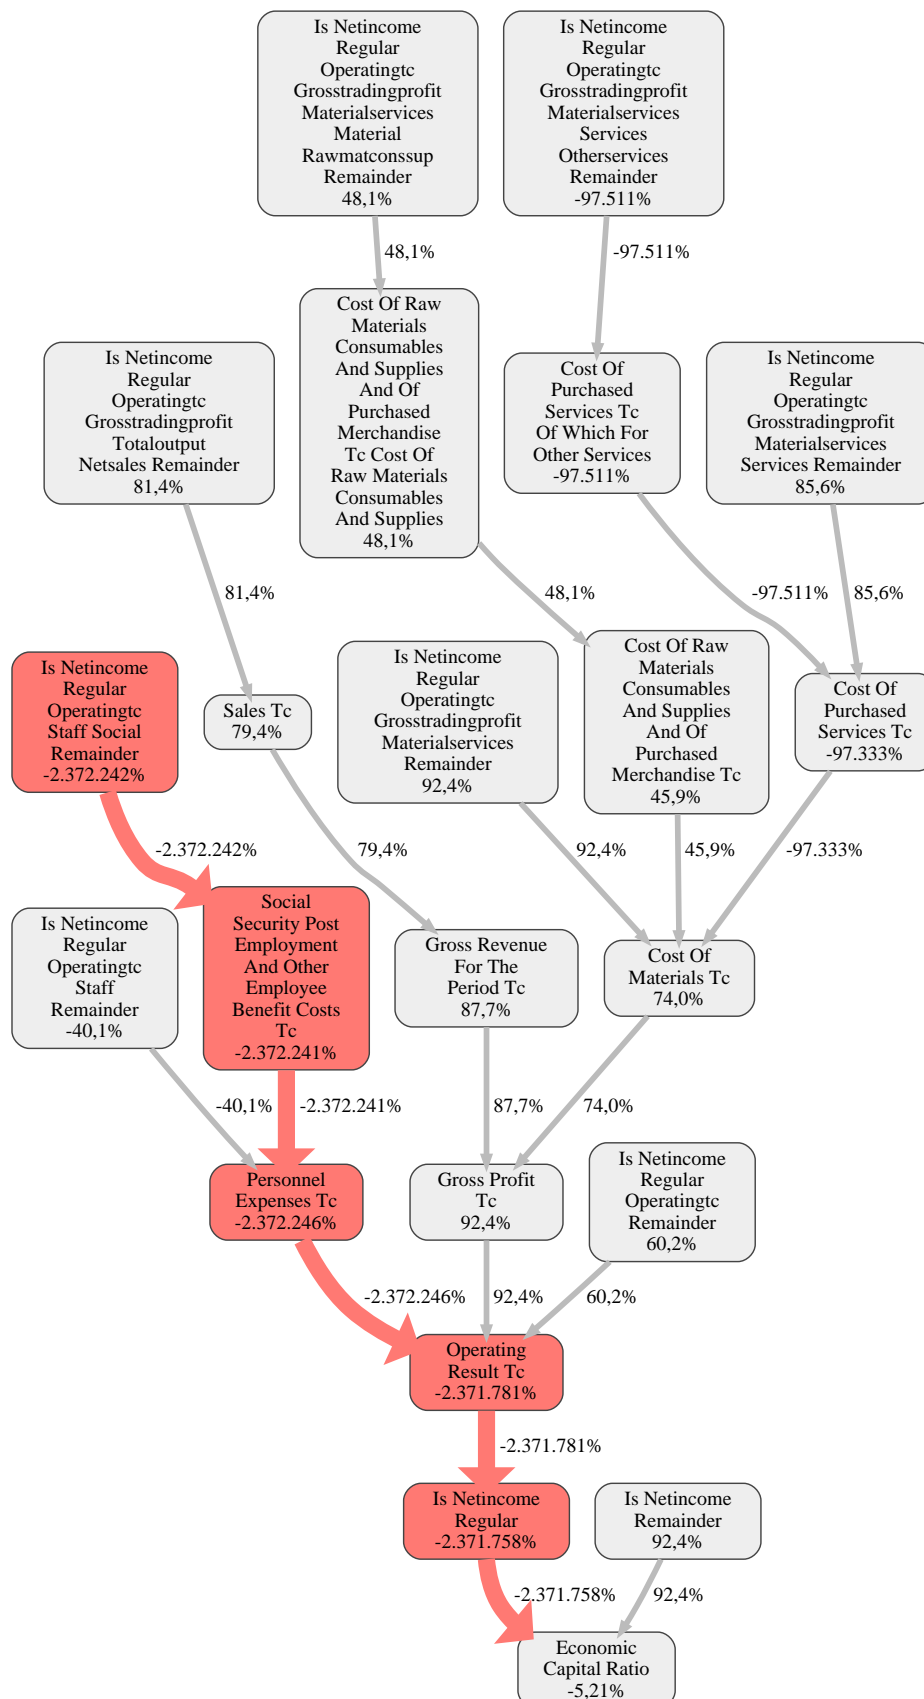 Is Netincome
Regular
Operatingtc
Grosstradingprofit
Materialservices
Material
Rawmatconssup
Remainder
48,1%
Is Netincome
Regular
Operatingtc
Grosstradingprofit
Materialservices
Services
Otherservices
Remainder
-97.511%
48,1%
-97.511%
Cost Of Raw
Materials
Consumables
And Supplies
And Of
Purchased
Merchandise
Tc Cost Of
Raw Materials
Consumables
And Supplies
48,1%
Is Netincome
Regular
Operatingtc
Grosstradingprofit
Totaloutput
Netsales Remainder
81,4%
Cost Of
Purchased
Services Tc
Of Which For
Other Services
-97.511%
Is Netincome
Regular
Operatingtc
Grosstradingprofit
Materialservices
Services Remainder
85,6%
81,4%
48,1%
-97.511%
85,6%
Is Netincome
Regular
Operatingtc
Staff Social
Remainder
-2.372.242%
Sales Tc
79,4%
Is Netincome
Regular
Operatingtc
Grosstradingprofit
Materialservices
Remainder
92,4%
Cost Of Raw
Materials
Consumables
And Supplies
And Of
Purchased
Merchandise Tc
45,9%
Cost Of
Purchased
Services Tc
-97.333%
-2.372.242%
79,4%
92,4%
45,9%
-97.333%
Is Netincome
Regular
Operatingtc
Staff
Remainder
-40,1%
Social
Security Post
Employment
And Other
Employee
Benefit Costs
Tc
-2.372.241%
Gross Revenue
For The
Period Tc
87,7%
Cost Of
Materials Tc
74,0%
-40,1%
-2.372.241%
87,7%
74,0%
Personnel
Expenses Tc
-2.372.246%
Gross Profit
Tc
92,4%
Is Netincome
Regular
Operatingtc
Remainder
60,2%
-2.372.246%
92,4%
60,2%
Operating
Result Tc
-2.371.781%
-2.371.781%
Is Netincome
Regular
-2.371.758%
Is Netincome
Remainder
92,4%
-2.371.758%
92,4%
Economic
Capital Ratio
-5,21%